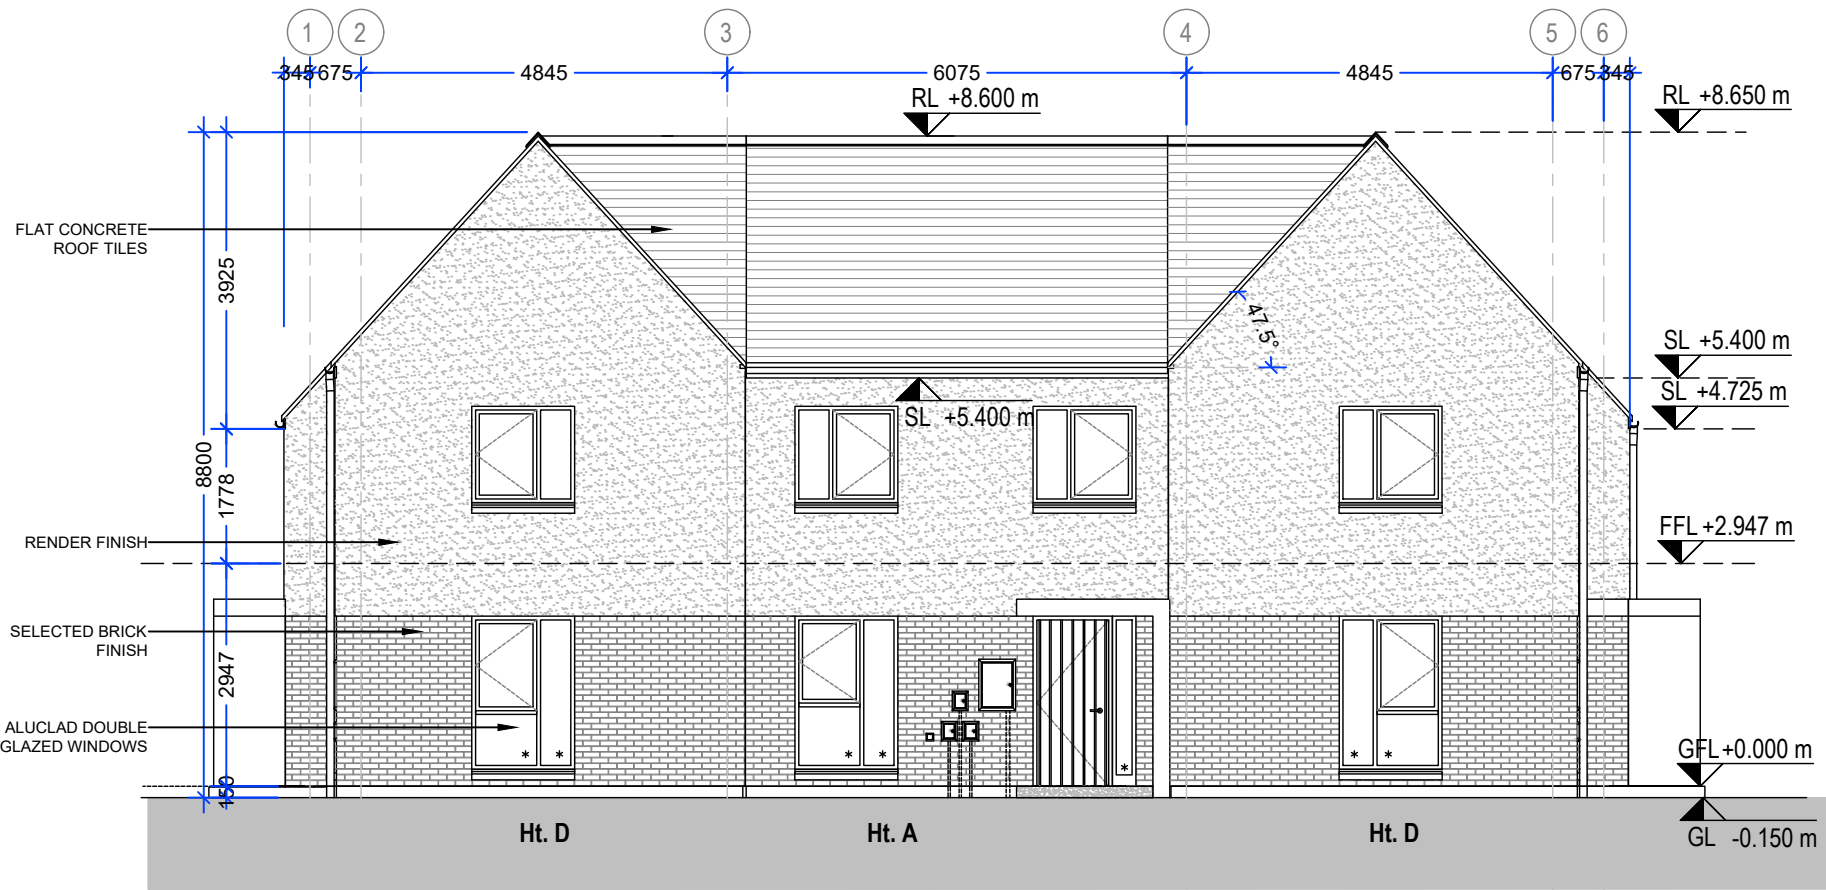 1 2 3 4 5 6
345 675 4845 6075 4845 675 345
RL +8.600 m
RL +8.650 m
FLAT CONCRETE
ROOF TILES
3925
47.5°
SL +5.400 m
SL +4.725 m
SL +5.400 m
8800
1778
FFL +2.947 m
RENDER FINISH
SELECTED BRICK
FINISH
2947
ALUCLAD DOUBLE
GLAZED WINDOWS
* * * * * * *
GFL +0.000 m
150
Ht. D Ht. A Ht. D
GL -0.150 m